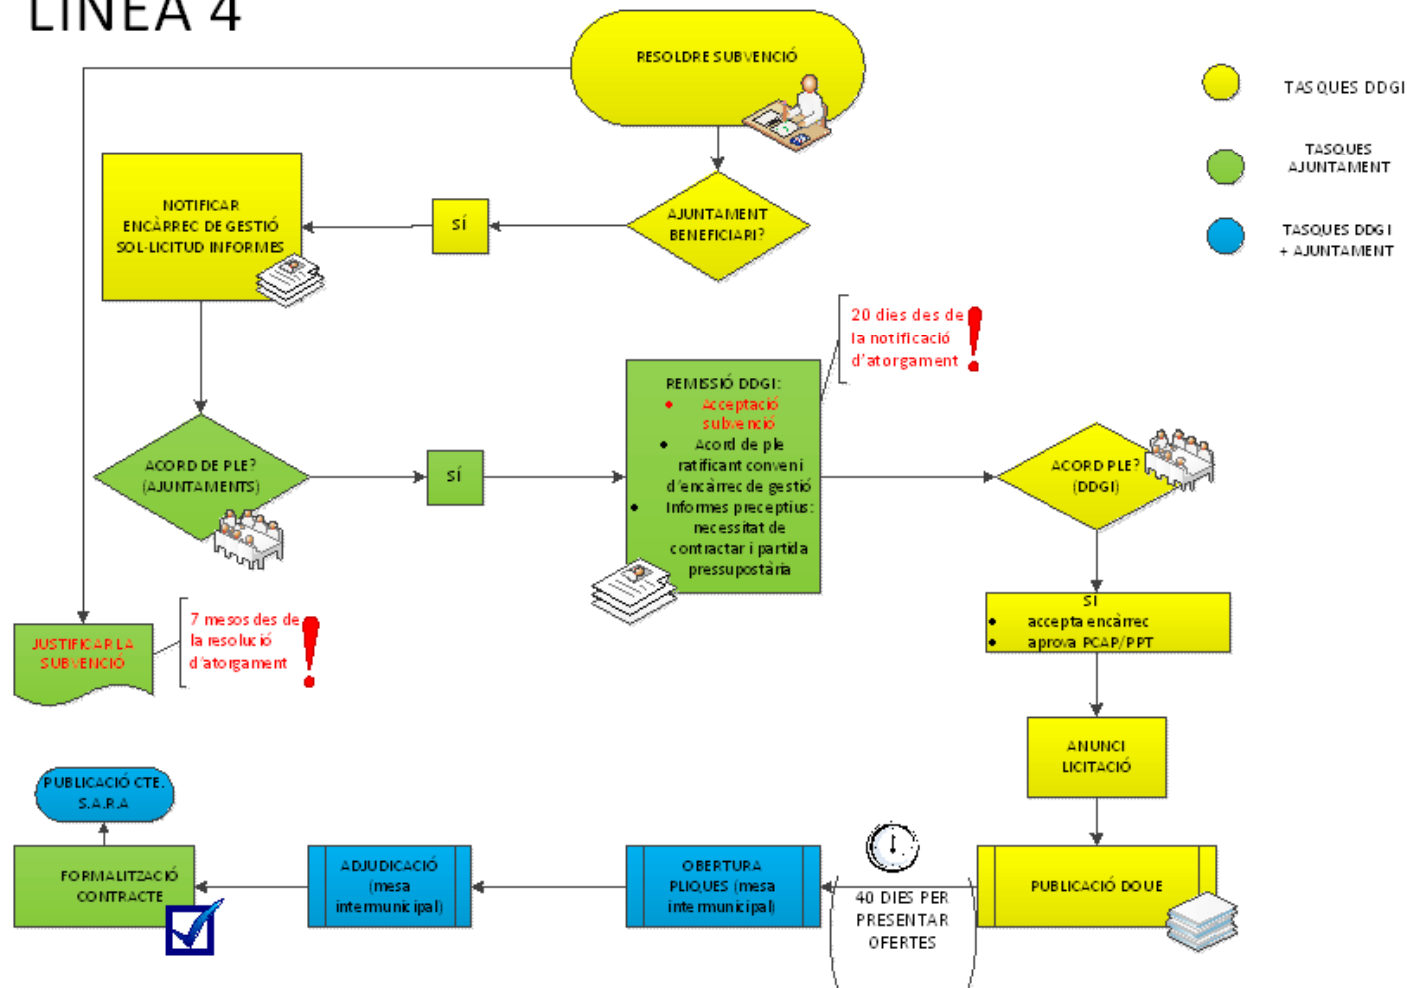 LÍNEA 4
RESOLDRE SUBVENCIÓ
TASQUES DDGI
TASQUES
AJUNTAMENT
TASQUES DDGI
+ AJUNTAMENT
AJUNTAMENT
BENEFICIARI?
SÍ
NOTIFICAR
ENCÀRREC DE GESTIÓ
SOL-LICITUD INFORMES
20 dies des de
la notificació
d'atorgament
ACORD DE PLE?
(AJUNTAMENTS)
SÍ
REMISSIÓ DDGI:
• Acceptació
subvenció
• Acord de ple
ratificant conveni
d'encàrrec de gestió
• Informes preceptius:
necessitat de
contractar i partida
pressupostària
ACORD PLE?
(DDGI)
SI
• accepta encàrrec
• aprova PCAP/PPT
JUSTIFICAR LA
SUBVENCIÓ
7 mesos des de
la resolució
d'atorgament
ANUNCI
LICITACIÓ
PUBLICACIÓ DOUE
40 DIES PER
PRESENTAR
OFERTES
OBERTURA
PLIQUES (mesa
intermunicipal)
ADJUDICACIÓ
(mesa
intermunicipal)
FORMALITZACIÓ
CONTRACTE
PUBLICACIÓ CTE.
S.A.R.A